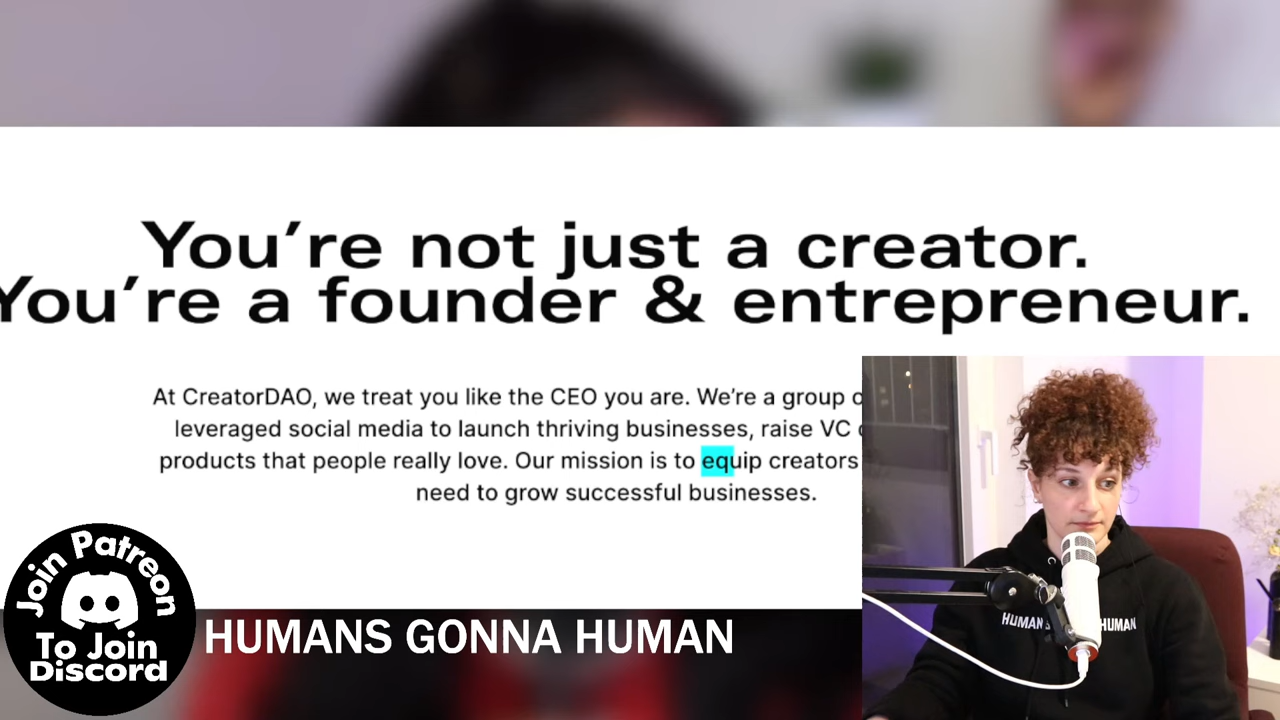 You’re not just a creator.
You’re a founder & entrepreneur.
At CreatorDAO, we treat you like the CEO you are. We’re a group
leveraged social media to launch thriving businesses, raise VC
products that people really love. Our mission is to equip creators
need to grow successful businesses.
Join Patreon
To Join
Discord
HUMANS GONNA HUMAN
HUMAN